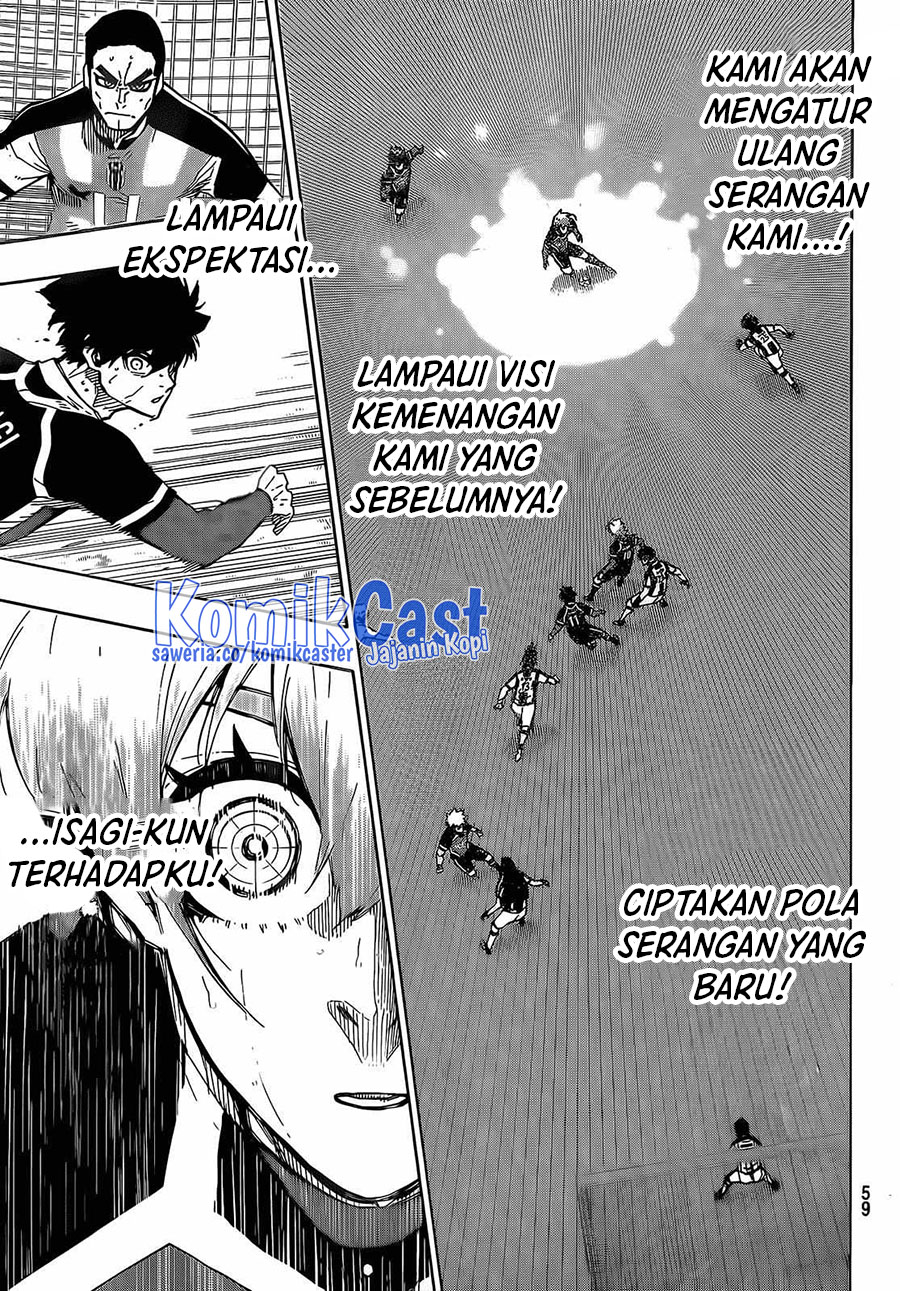 KAMI AKAN
MENGATUR
ULANG
SERANGAN
KAMI...!
LAMPAUI VISI
KEMENANGAN
KAMI YANG
SEBELUMNYA!
CIPTAKAN POLA
SERANGAN YANG
BARU!
LAMPAUI
EKSPEKTASI...
...ISAGI-KUN
TERHADAPKU!
KomikCast
saweria.co/komikcaster Jajanin Kopi
59